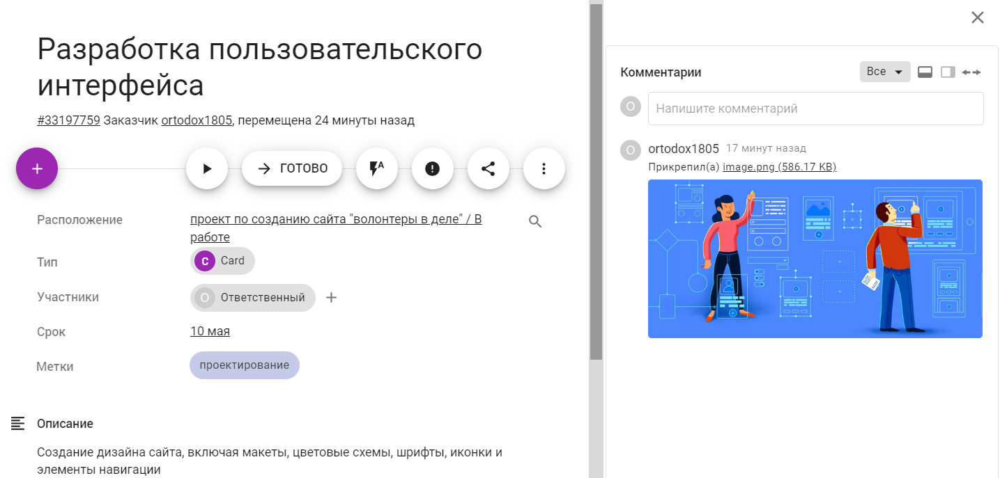 Разработка пользовательского
интерфейса
#33197759 Заказчик ortodox1805, перемещена 24 минуты назад
ГОТОВО
A
Расположение
проект по созданию сайта "волонтеры в деле" / В
работе
Тип
C Card
Участники
О Ответственный
Срок
10 мая
Метки
проектирование
Описание
Создание дизайна сайта, включая макеты, цветовые схемы, шрифты, иконки и
элементы навигации
Комментарии
Все
O
Напишите комментарий
O
ortodox1805 17 минут назад
Прикрепил(а) image.png (586.17 KB)